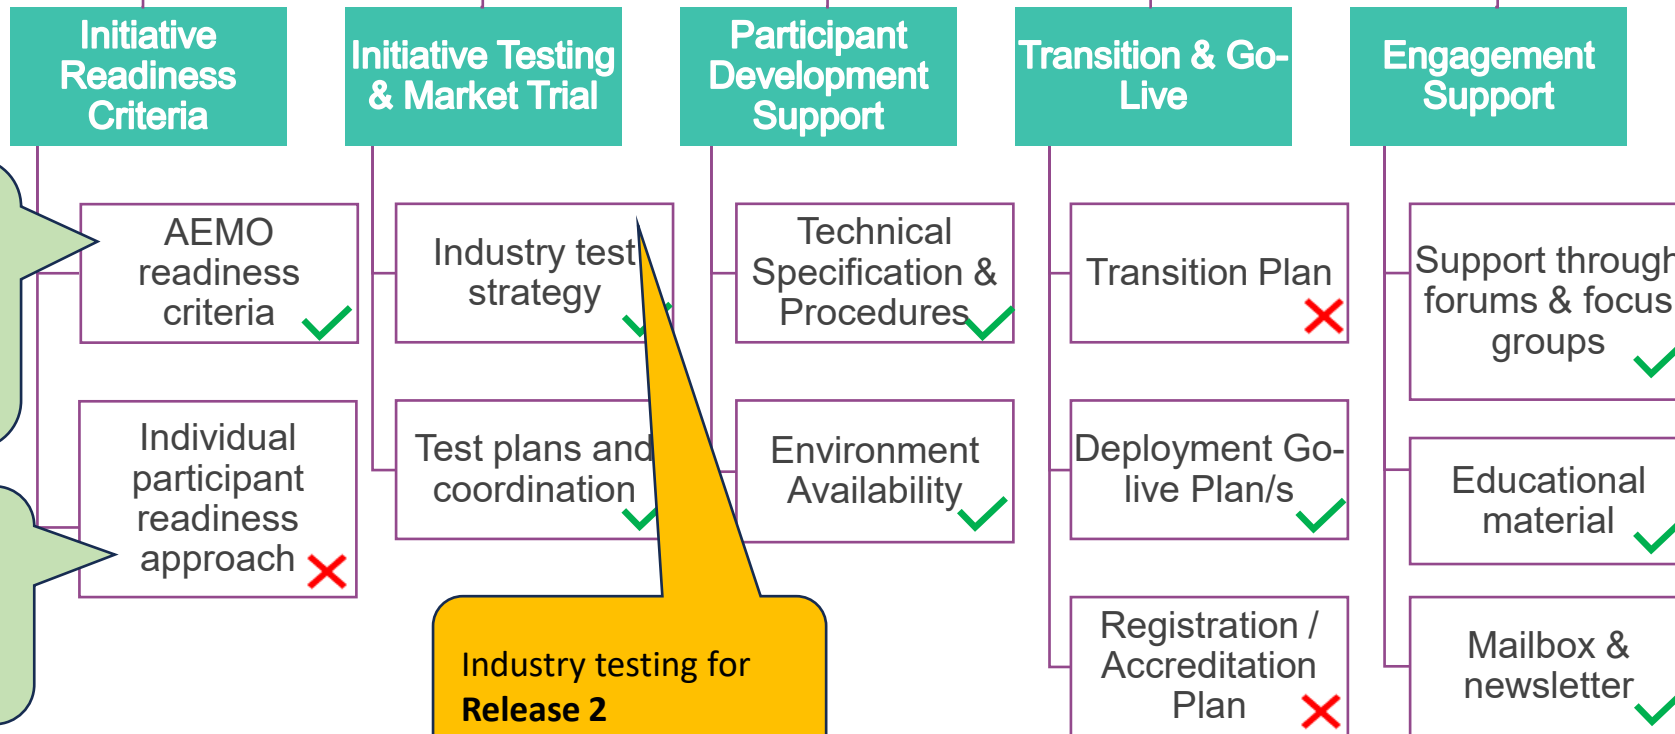 Initiative
Readiness
Criteria
Initiative Testing
& Market Trial
Participant
Development
Support
Transition & Go-
Live
Engagement
Support
AEMO
readiness
criteria
Industry test
strategy
Technical
Specification &
Procedures
Transition Plan
Support through
forums & focus
groups
Individual
participant
readiness
approach
Test plans and
coordination
Environment
Availability
Deployment Go-
live Plan/s
Educational
material
Registration /
Accreditation
Plan
Mailbox &
newsletter
Industry testing for
Release 2